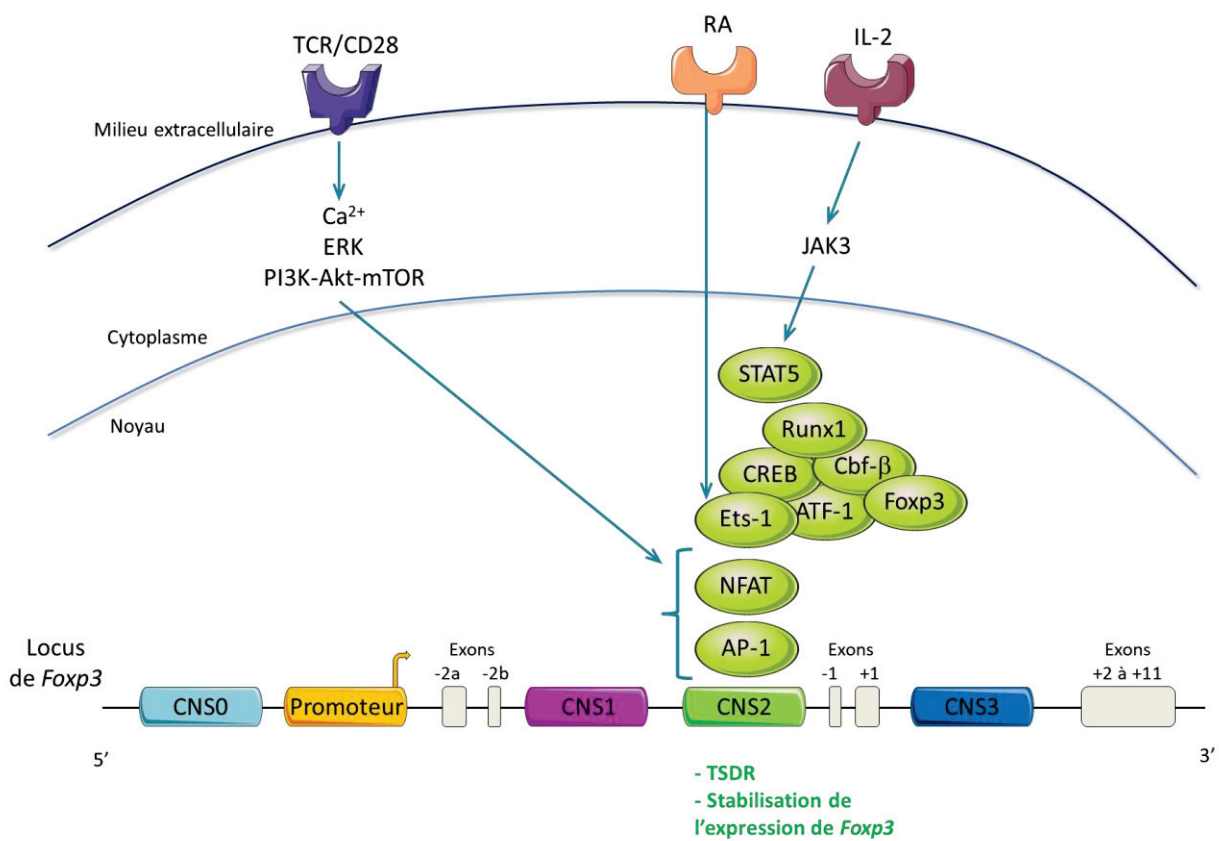 TCR/CD28
RA
IL-2
Milieu extracellulaire
Ca2+
ERK
PI3K-Akt-mTOR
JAK3
Cytoplasme
Noyau
STAT5
Runx1
CREB
Cbf-β
Foxp3
Ets-1
ATF-1
NFAT
AP-1
Locus
de Foxp3
Exons
-2a
-2b
Exons
-1
+1
Exons
+2 à +11
CNS0
Promoteur
CNS1
CNS2
CNS3
5’
3’
- TSDR
- Stabilisation de
l’expression de Foxp3